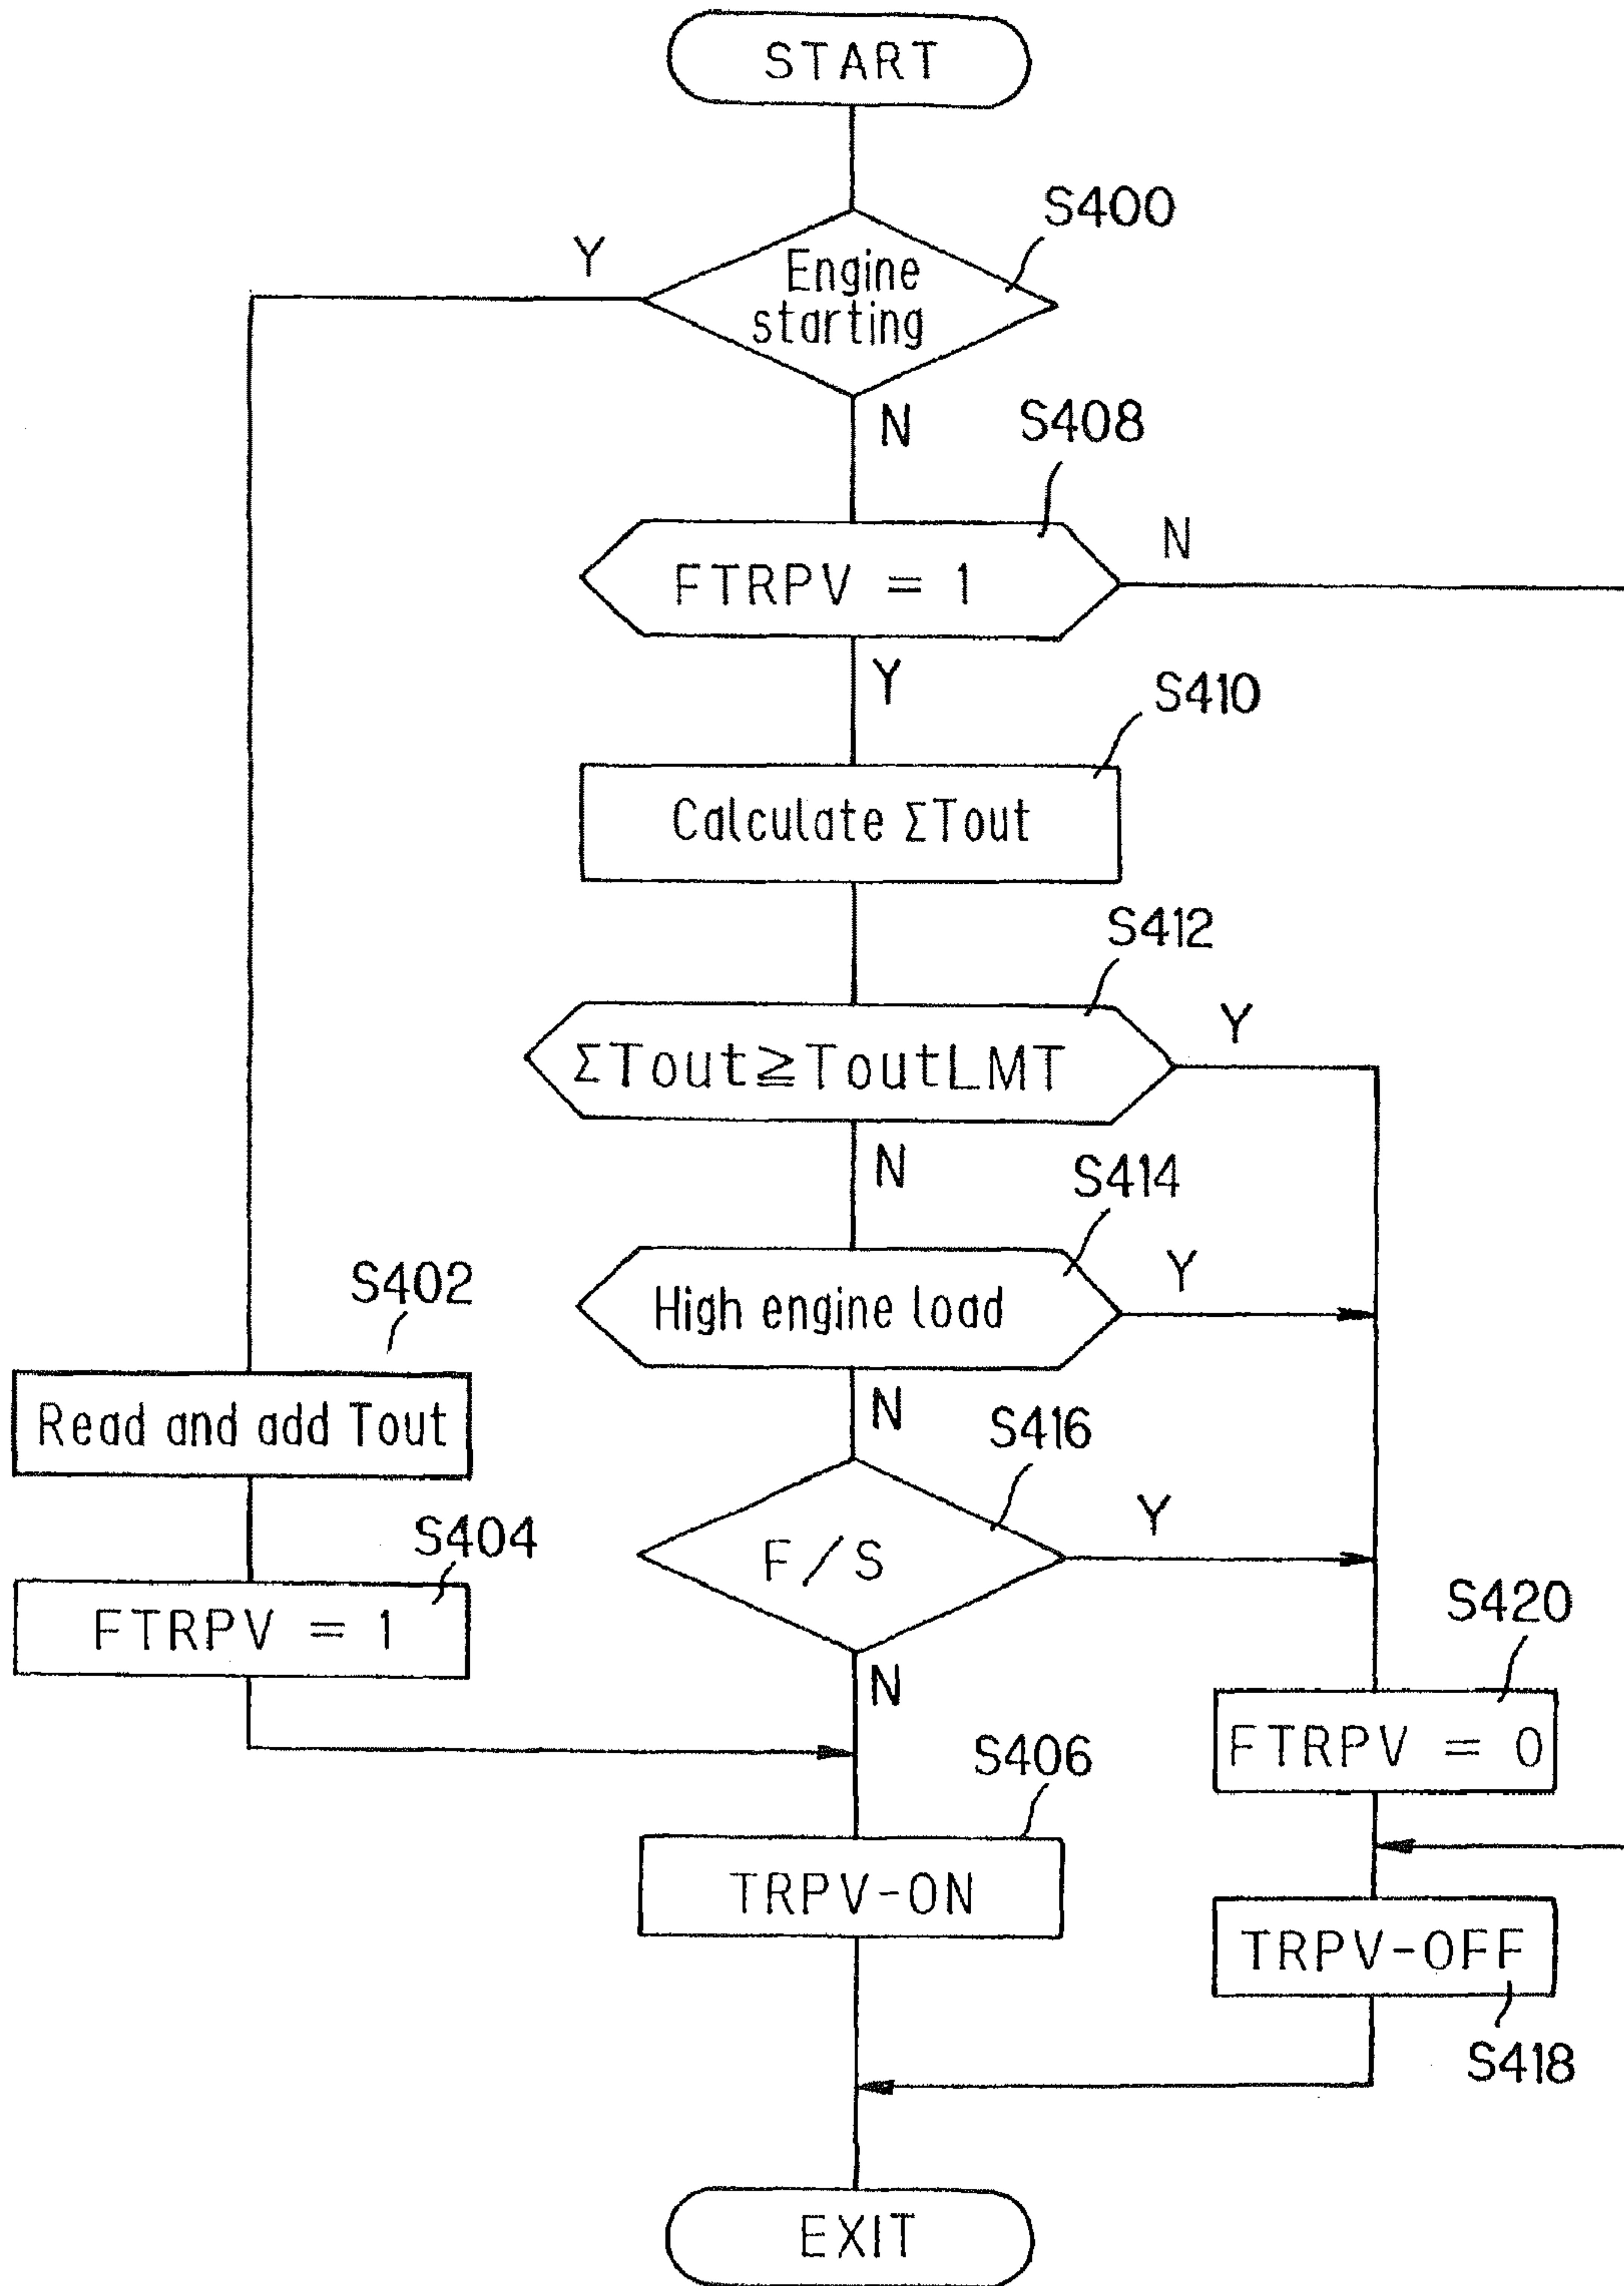 START
S400
Y
Engine
starting
N
S408
FTRPV = 1
N
Y
S410
Calculate ΣTout
S412
ΣTout≧ToutLMT
Y
N
S414
High engine load
Y
S402
Read and add Tout
N
S416
F/S
Y
S404
FTRPV = 1
N
S420
FTRPV = 0
S406
TRPV-ON
TRPV-OFF
S418
EXIT